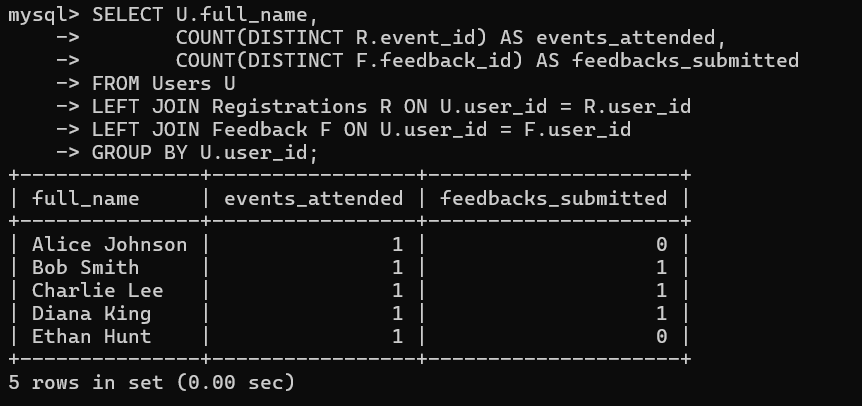 mysql> SELECT U.full_name,
    ->        COUNT(DISTINCT R.event_id) AS events_attended,
    ->        COUNT(DISTINCT F.feedback_id) AS feedbacks_submitted
    -> FROM Users U
    -> LEFT JOIN Registrations R ON U.user_id = R.user_id
    -> LEFT JOIN Feedback F ON U.user_id = F.user_id
    -> GROUP BY U.user_id;
+---------------+-----------------+---------------------+
| full_name     | events_attended | feedbacks_submitted |
+---------------+-----------------+---------------------+
| Alice Johnson |               1 |                   0 |
| Bob Smith     |               1 |                   1 |
| Charlie Lee   |               1 |                   1 |
| Diana King    |               1 |                   1 |
| Ethan Hunt    |               1 |                   0 |
+---------------+-----------------+---------------------+
5 rows in set (0.00 sec)